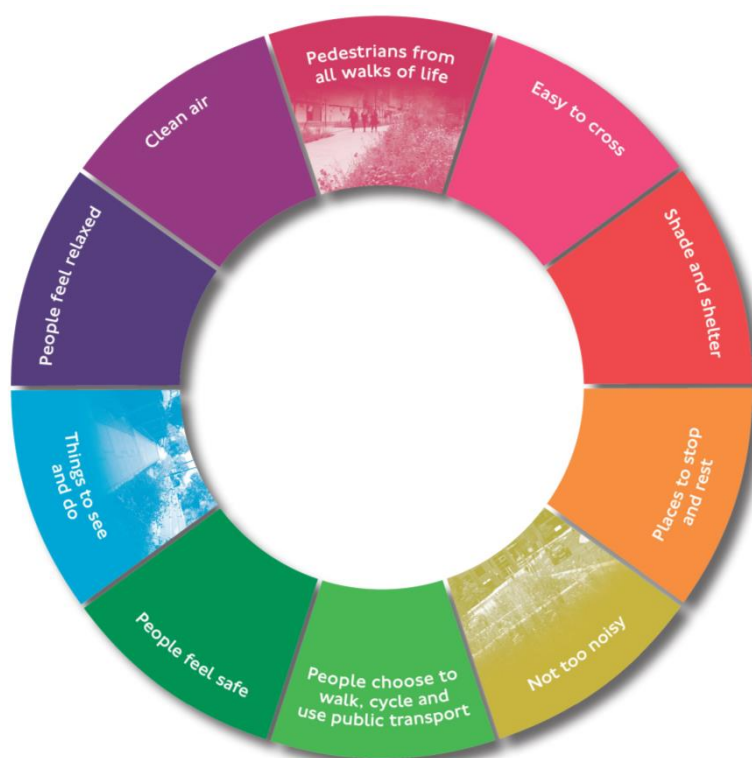 Pedestrians from
all walks of life
Easy to cross
Shade and shelter
Places to stop
and rest
Not too noisy
People choose to
walk, cycle and
use public transport
People feel safe
Things to see
and do
People feel relaxed
Clean air